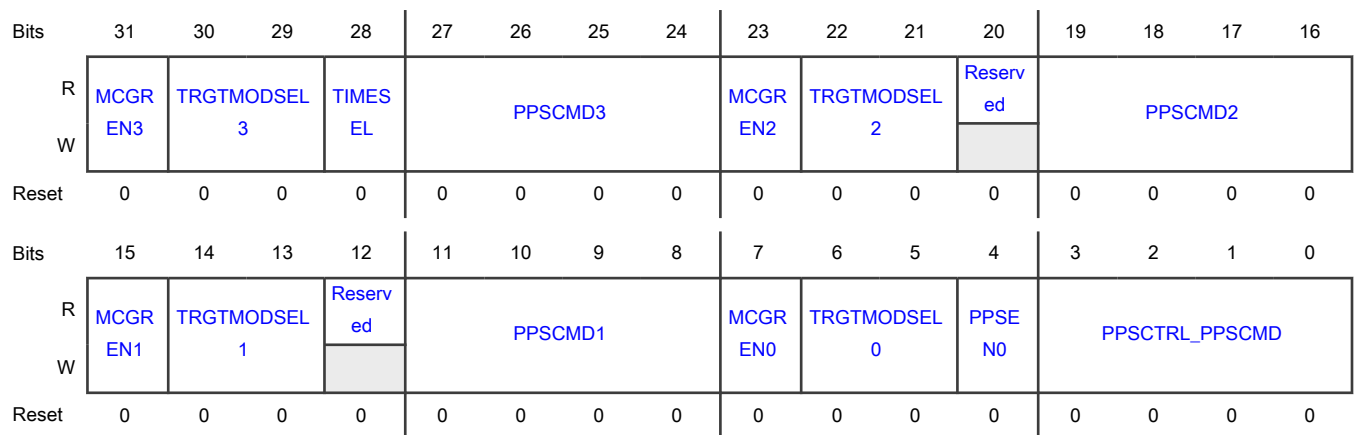 Bits 31 30 29 28 27 26 25 24 23 22 21 20 19 18 17 16
R MCGR TRGTMODSEL TIMES PPSCMD3 MCGR TRGTMODSEL Reserv PPSCMD2
EN3 3 EL EN2 2 ed
W
Reset 0 0 0 0 0 0 0 0 0 0 0 0 0 0 0 0
Bits 15 14 13 12 11 10 9 8 7 6 5 4 3 2 1 0
R MCGR TRGTMODSEL Reserv PPSCMD1 MCGR TRGTMODSEL PPSE PPSCTRL_PPSCMD
EN1 1 ed EN0 0 N0
W
Reset 0 0 0 0 0 0 0 0 0 0 0 0 0 0 0 0